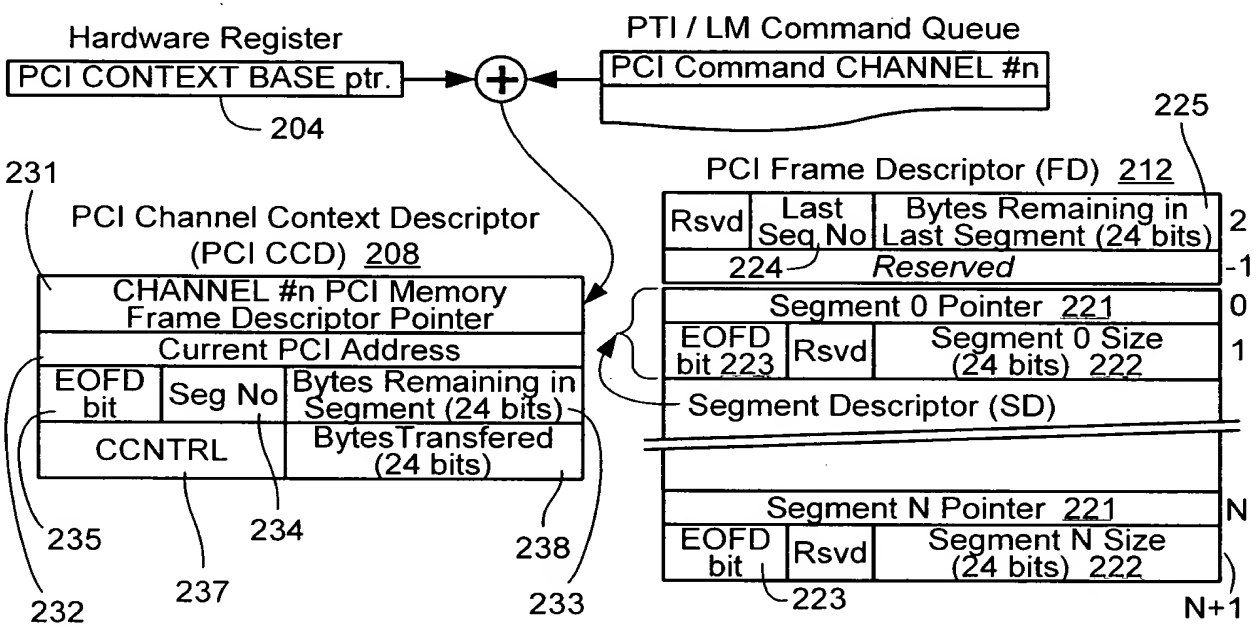 Hardware Register
PCI CONTEXT BASE ptr.
204
+
PTI / LM Command Queue
PCI Command CHANNEL #n
225
231
PCI Channel Context Descriptor
(PCI CCD) 208
CHANNEL #n PCI Memory
Frame Descriptor Pointer
Current PCI Address
EOFD
bit
Seg No
Bytes Remaining in
Segment (24 bits)
CCNTRL
BytesTransfered
(24 bits)
235
232
237
234
238
233
PCI Frame Descriptor (FD) 212
Rsvd
Last
Seq No
Bytes Remaining in
Last Segment (24 bits)
2
224
Reserved
-1
Segment 0 Pointer 221
0
EOFD
bit 223
Rsvd
Segment 0 Size
(24 bits) 222
1
Segment Descriptor (SD)
Segment N Pointer 221
N
EOFD
bit
Rsvd
Segment N Size
(24 bits) 222
223
N+1